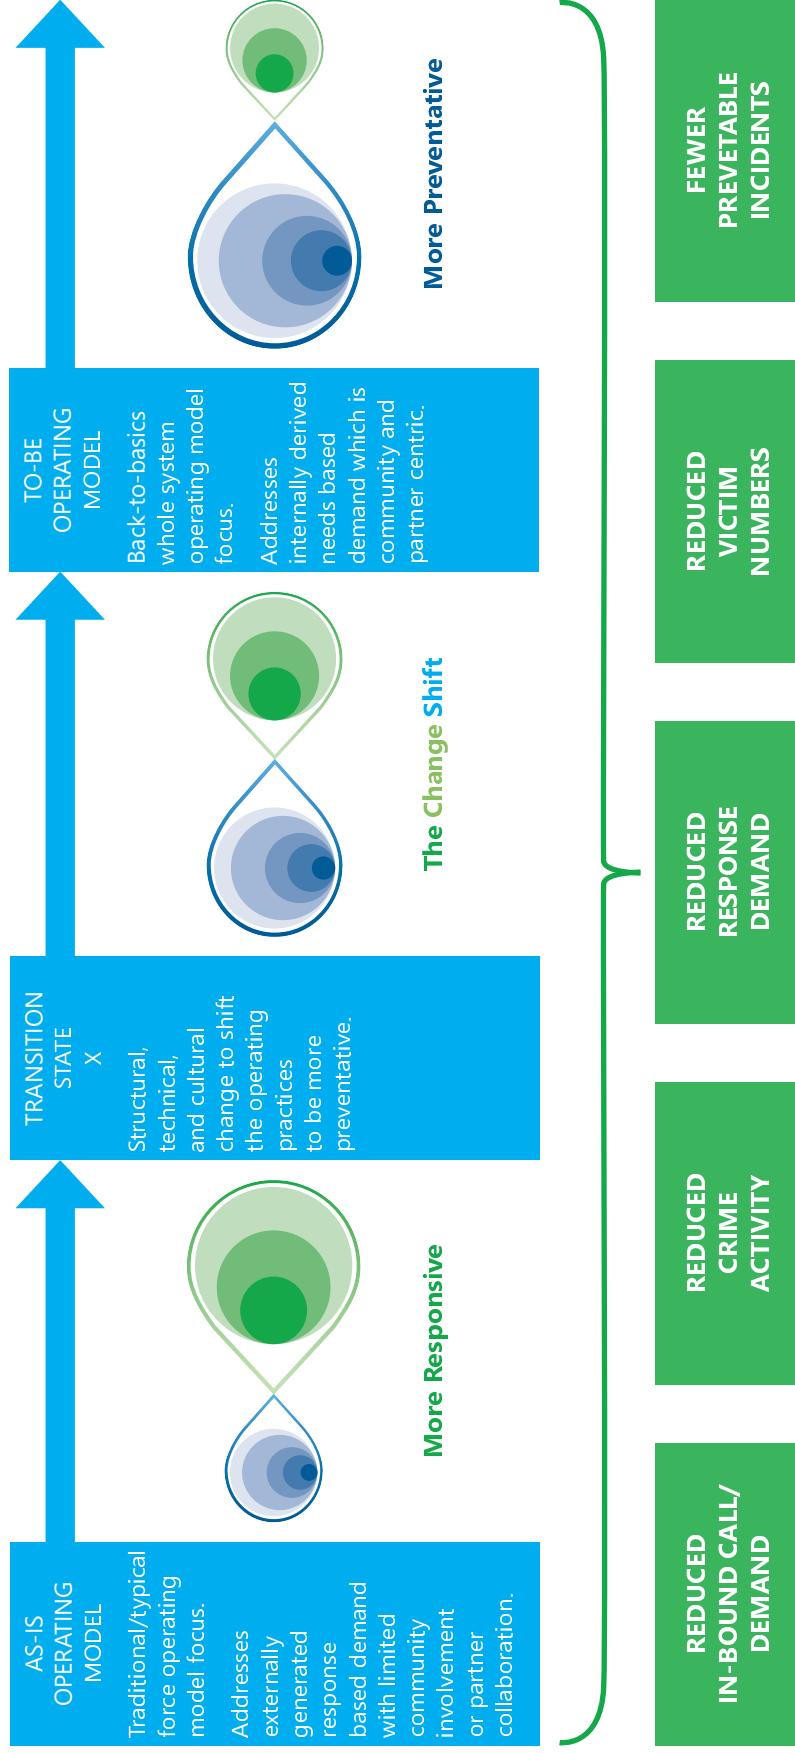 AS-IS
OPERATING
MODEL
Traditional/typical
force operating
model focus.
Addresses
externally
generated
response
based demand
with limited
community
involvement
or partner
collaboration.
More Responsive
TRANSITION
STATE
X
Structural,
technical,
and cultural
change to shift
the operating
practices
to be more
preventative.
The Change Shift
TO-BE
OPERATING
MODEL
Back-to-basics
whole system
operating model
focus.
Addresses
internally derived
needs based
demand which is
community and
partner centric.
More Preventative
REDUCED
IN-BOUND CALL/
DEMAND
REDUCED
CRIME
ACTIVITY
REDUCED
RESPONSE
DEMAND
REDUCED
VICTIM
NUMBERS
FEWER
PREVETABLE
INCIDENTS